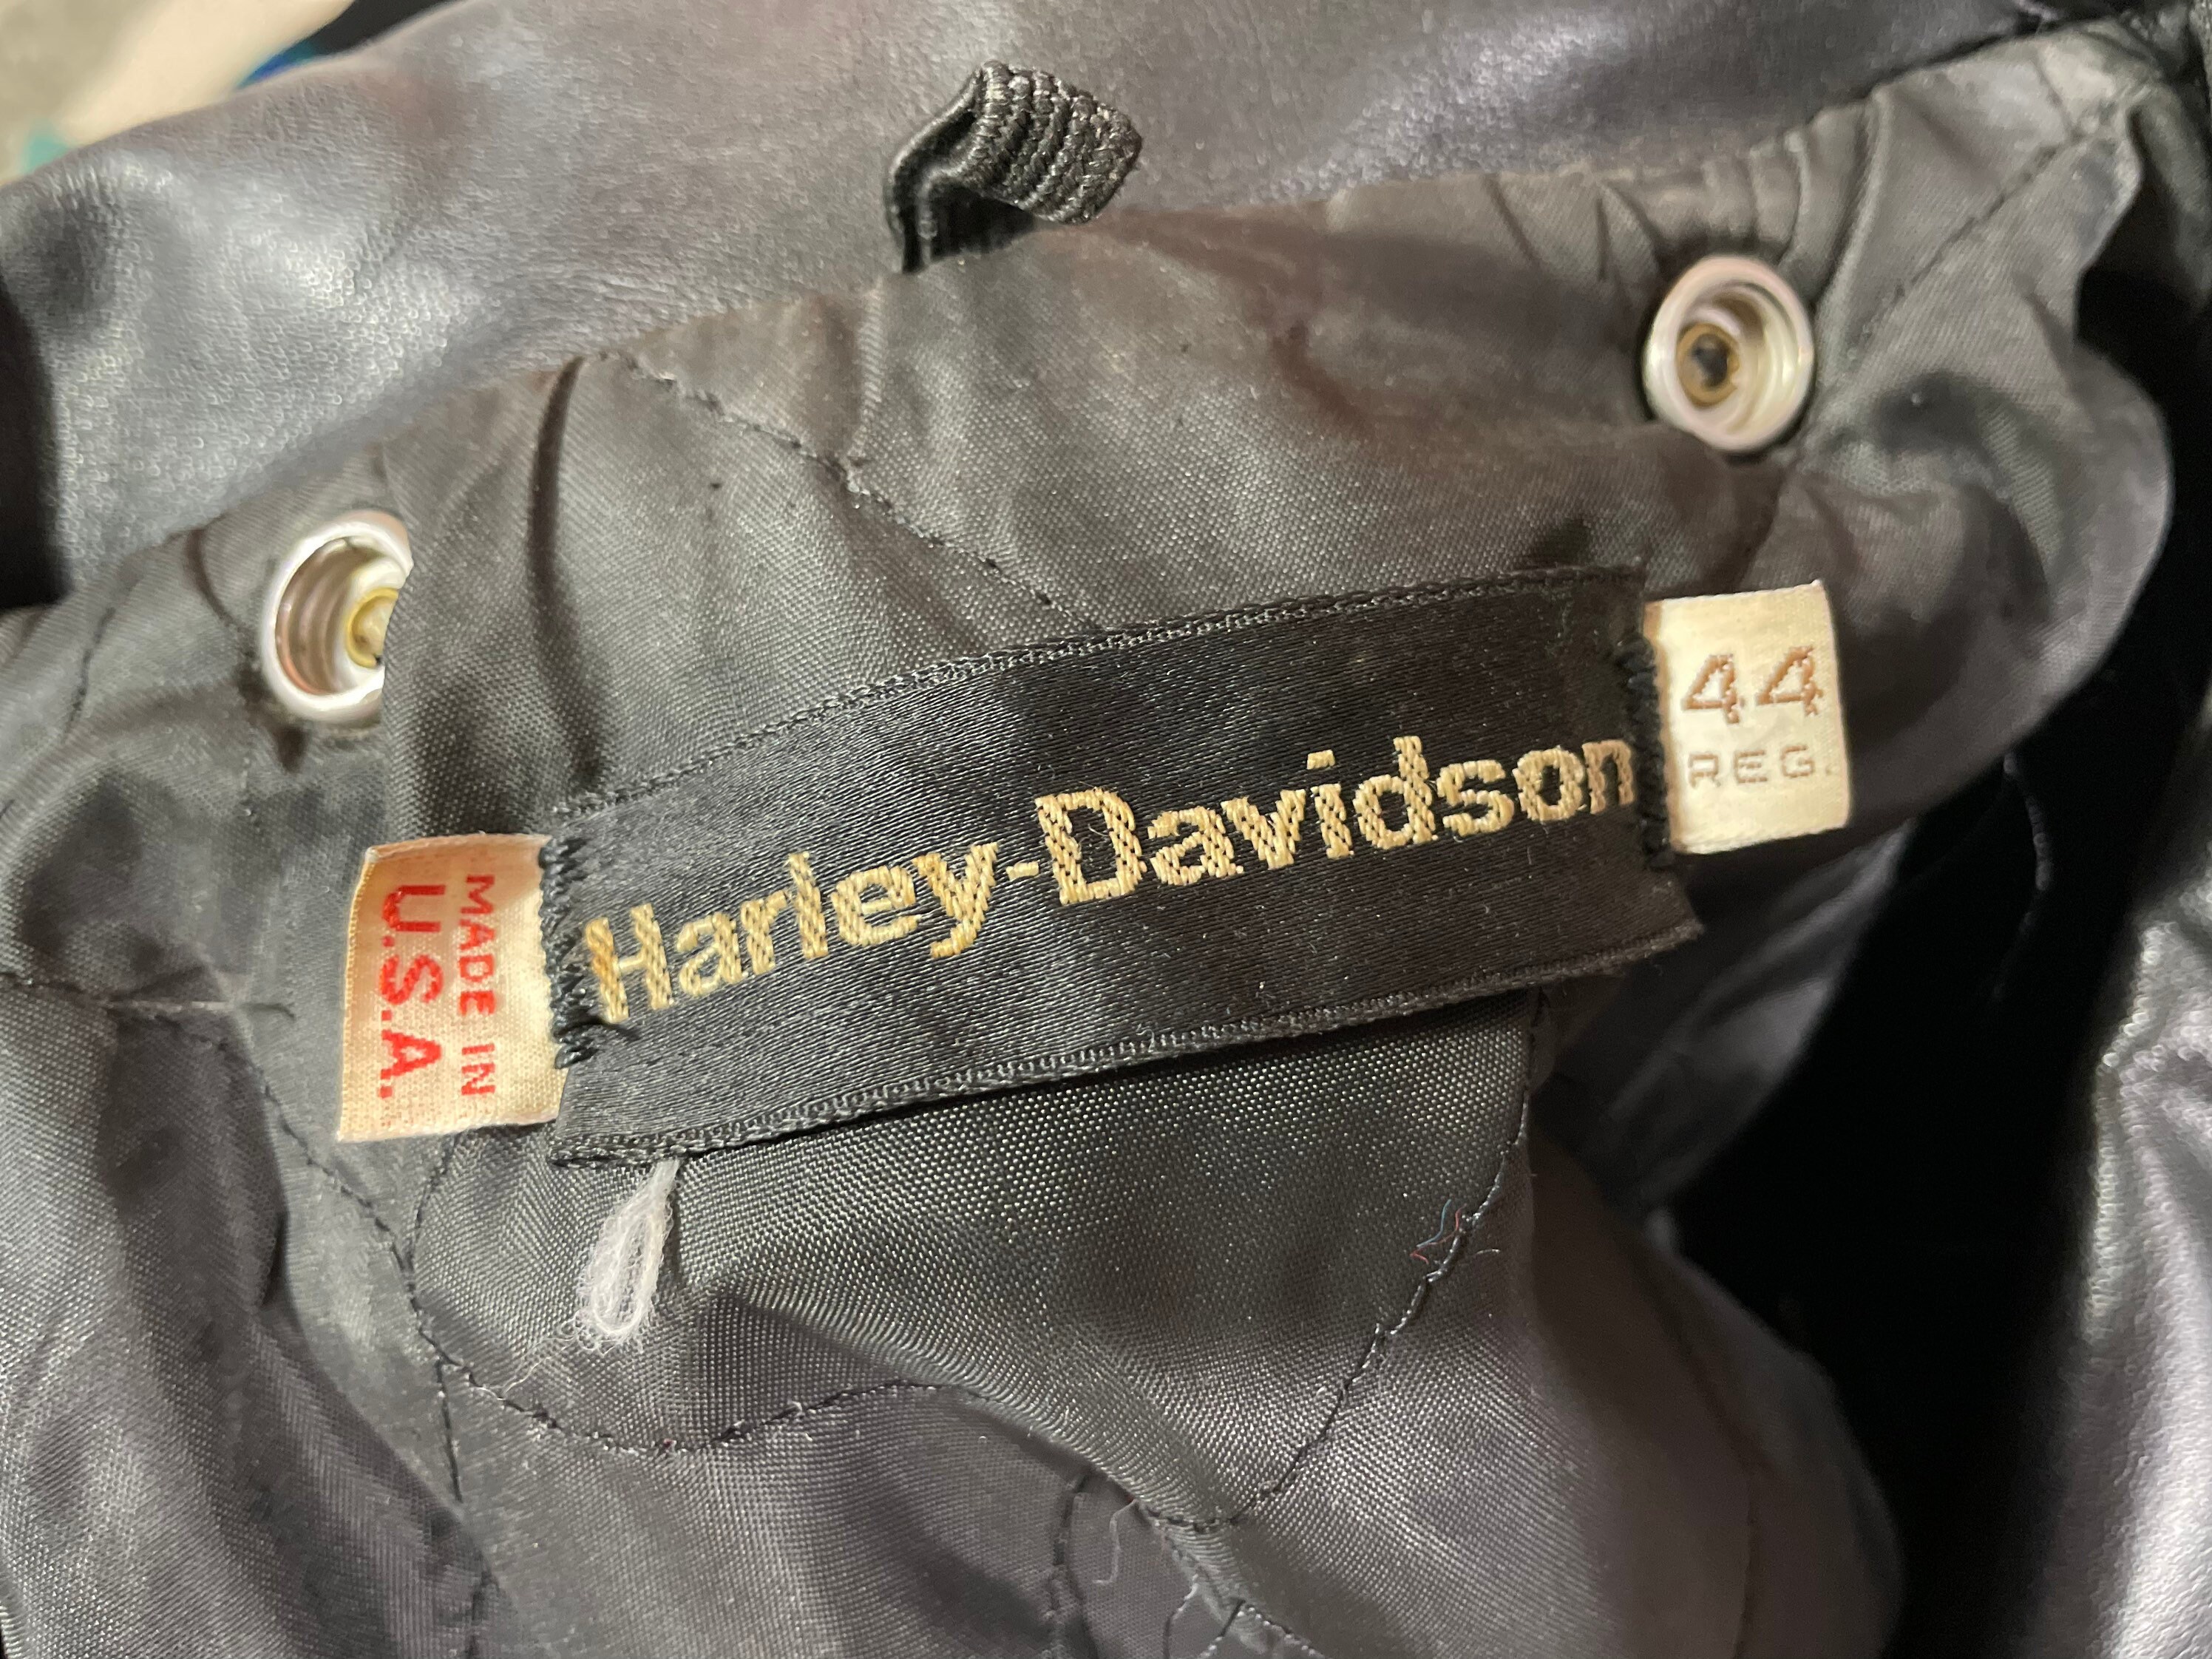 MADE IN
U.S.A.
Harley-Davidson
44
REG.